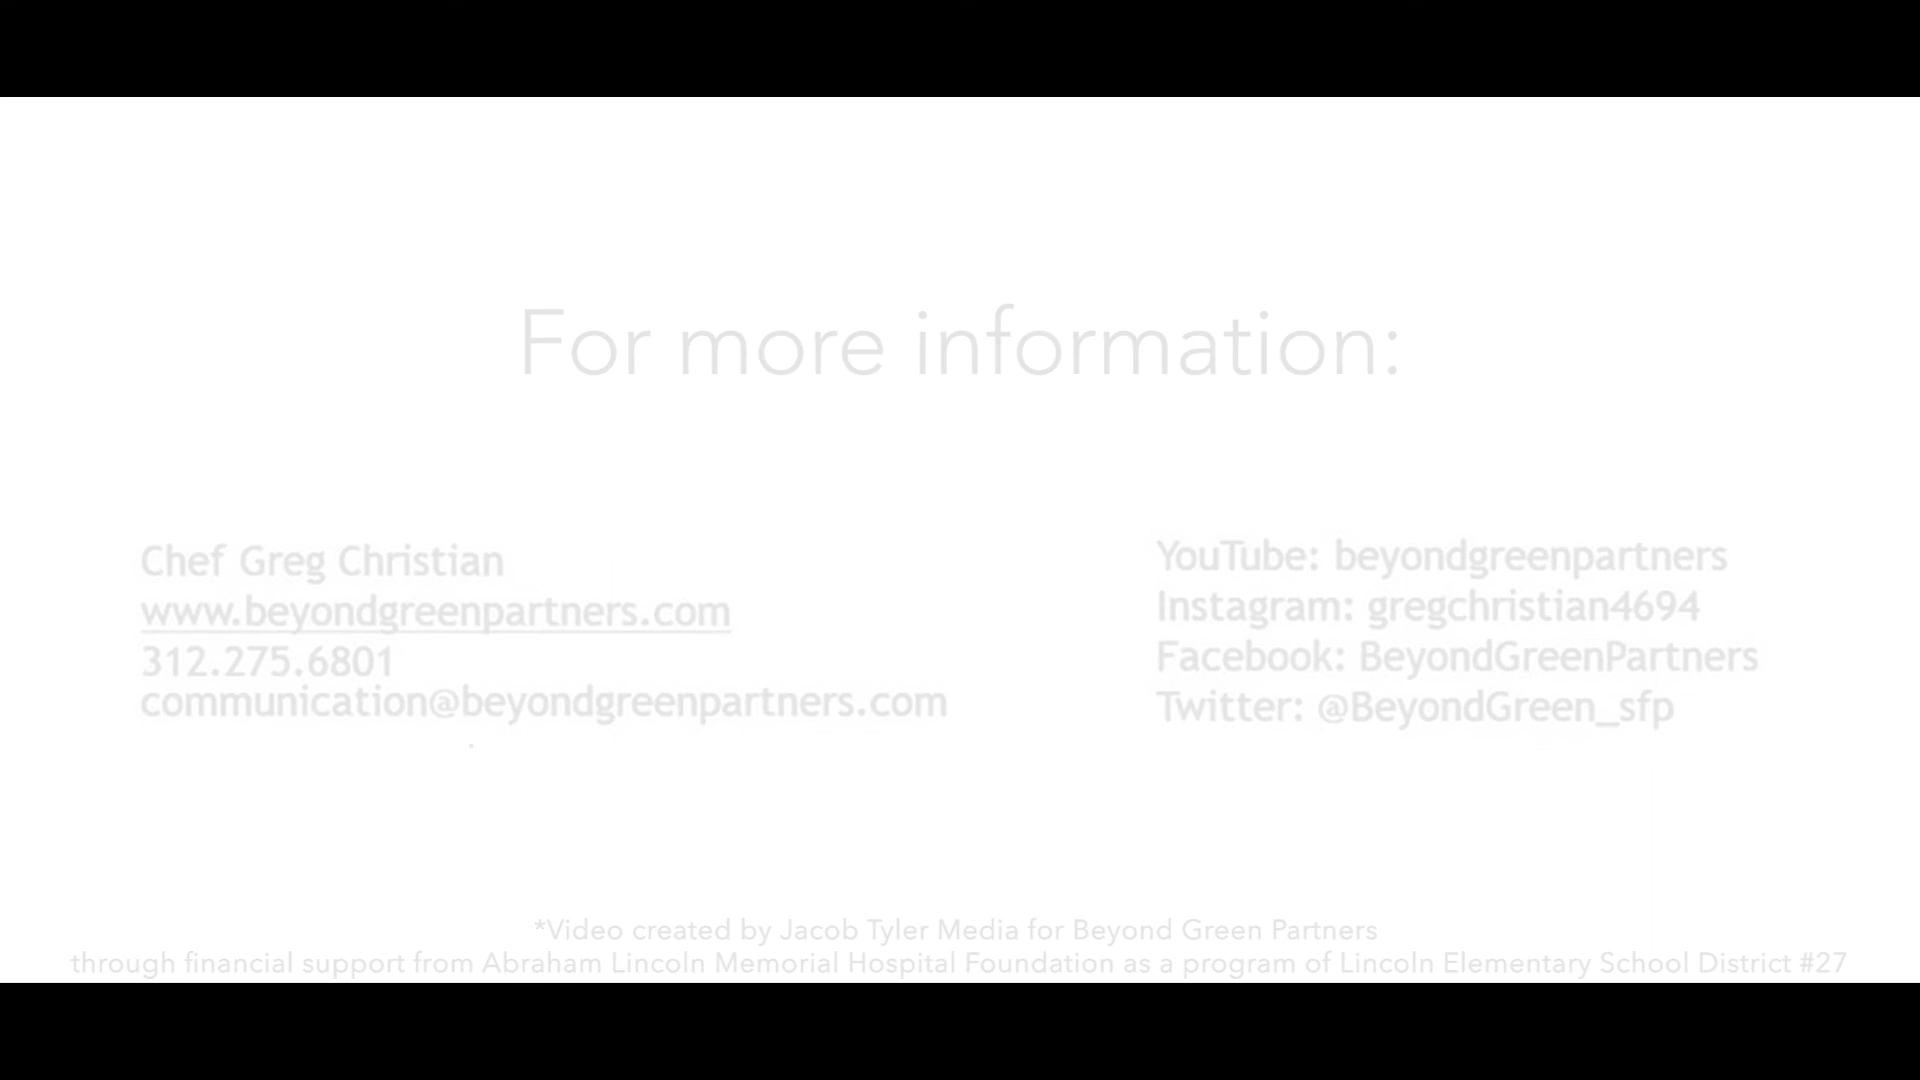 For more information:
Chef Greg Christian
www.beyondgreenpartners.com
312.275.6801
communication@beyondgreenpartners.com
YouTube: beyondgreenpartners
Instagram: gregchristian4694
Facebook: BeyondGreenPartners
Twitter: @BeyondGreen_sfp
*Video created by Jacob Tyler Media for Beyond Green Partners
through financial support from Abraham Lincoln Memorial Hospital Foundation as a program of Lincoln Elementary School District #27